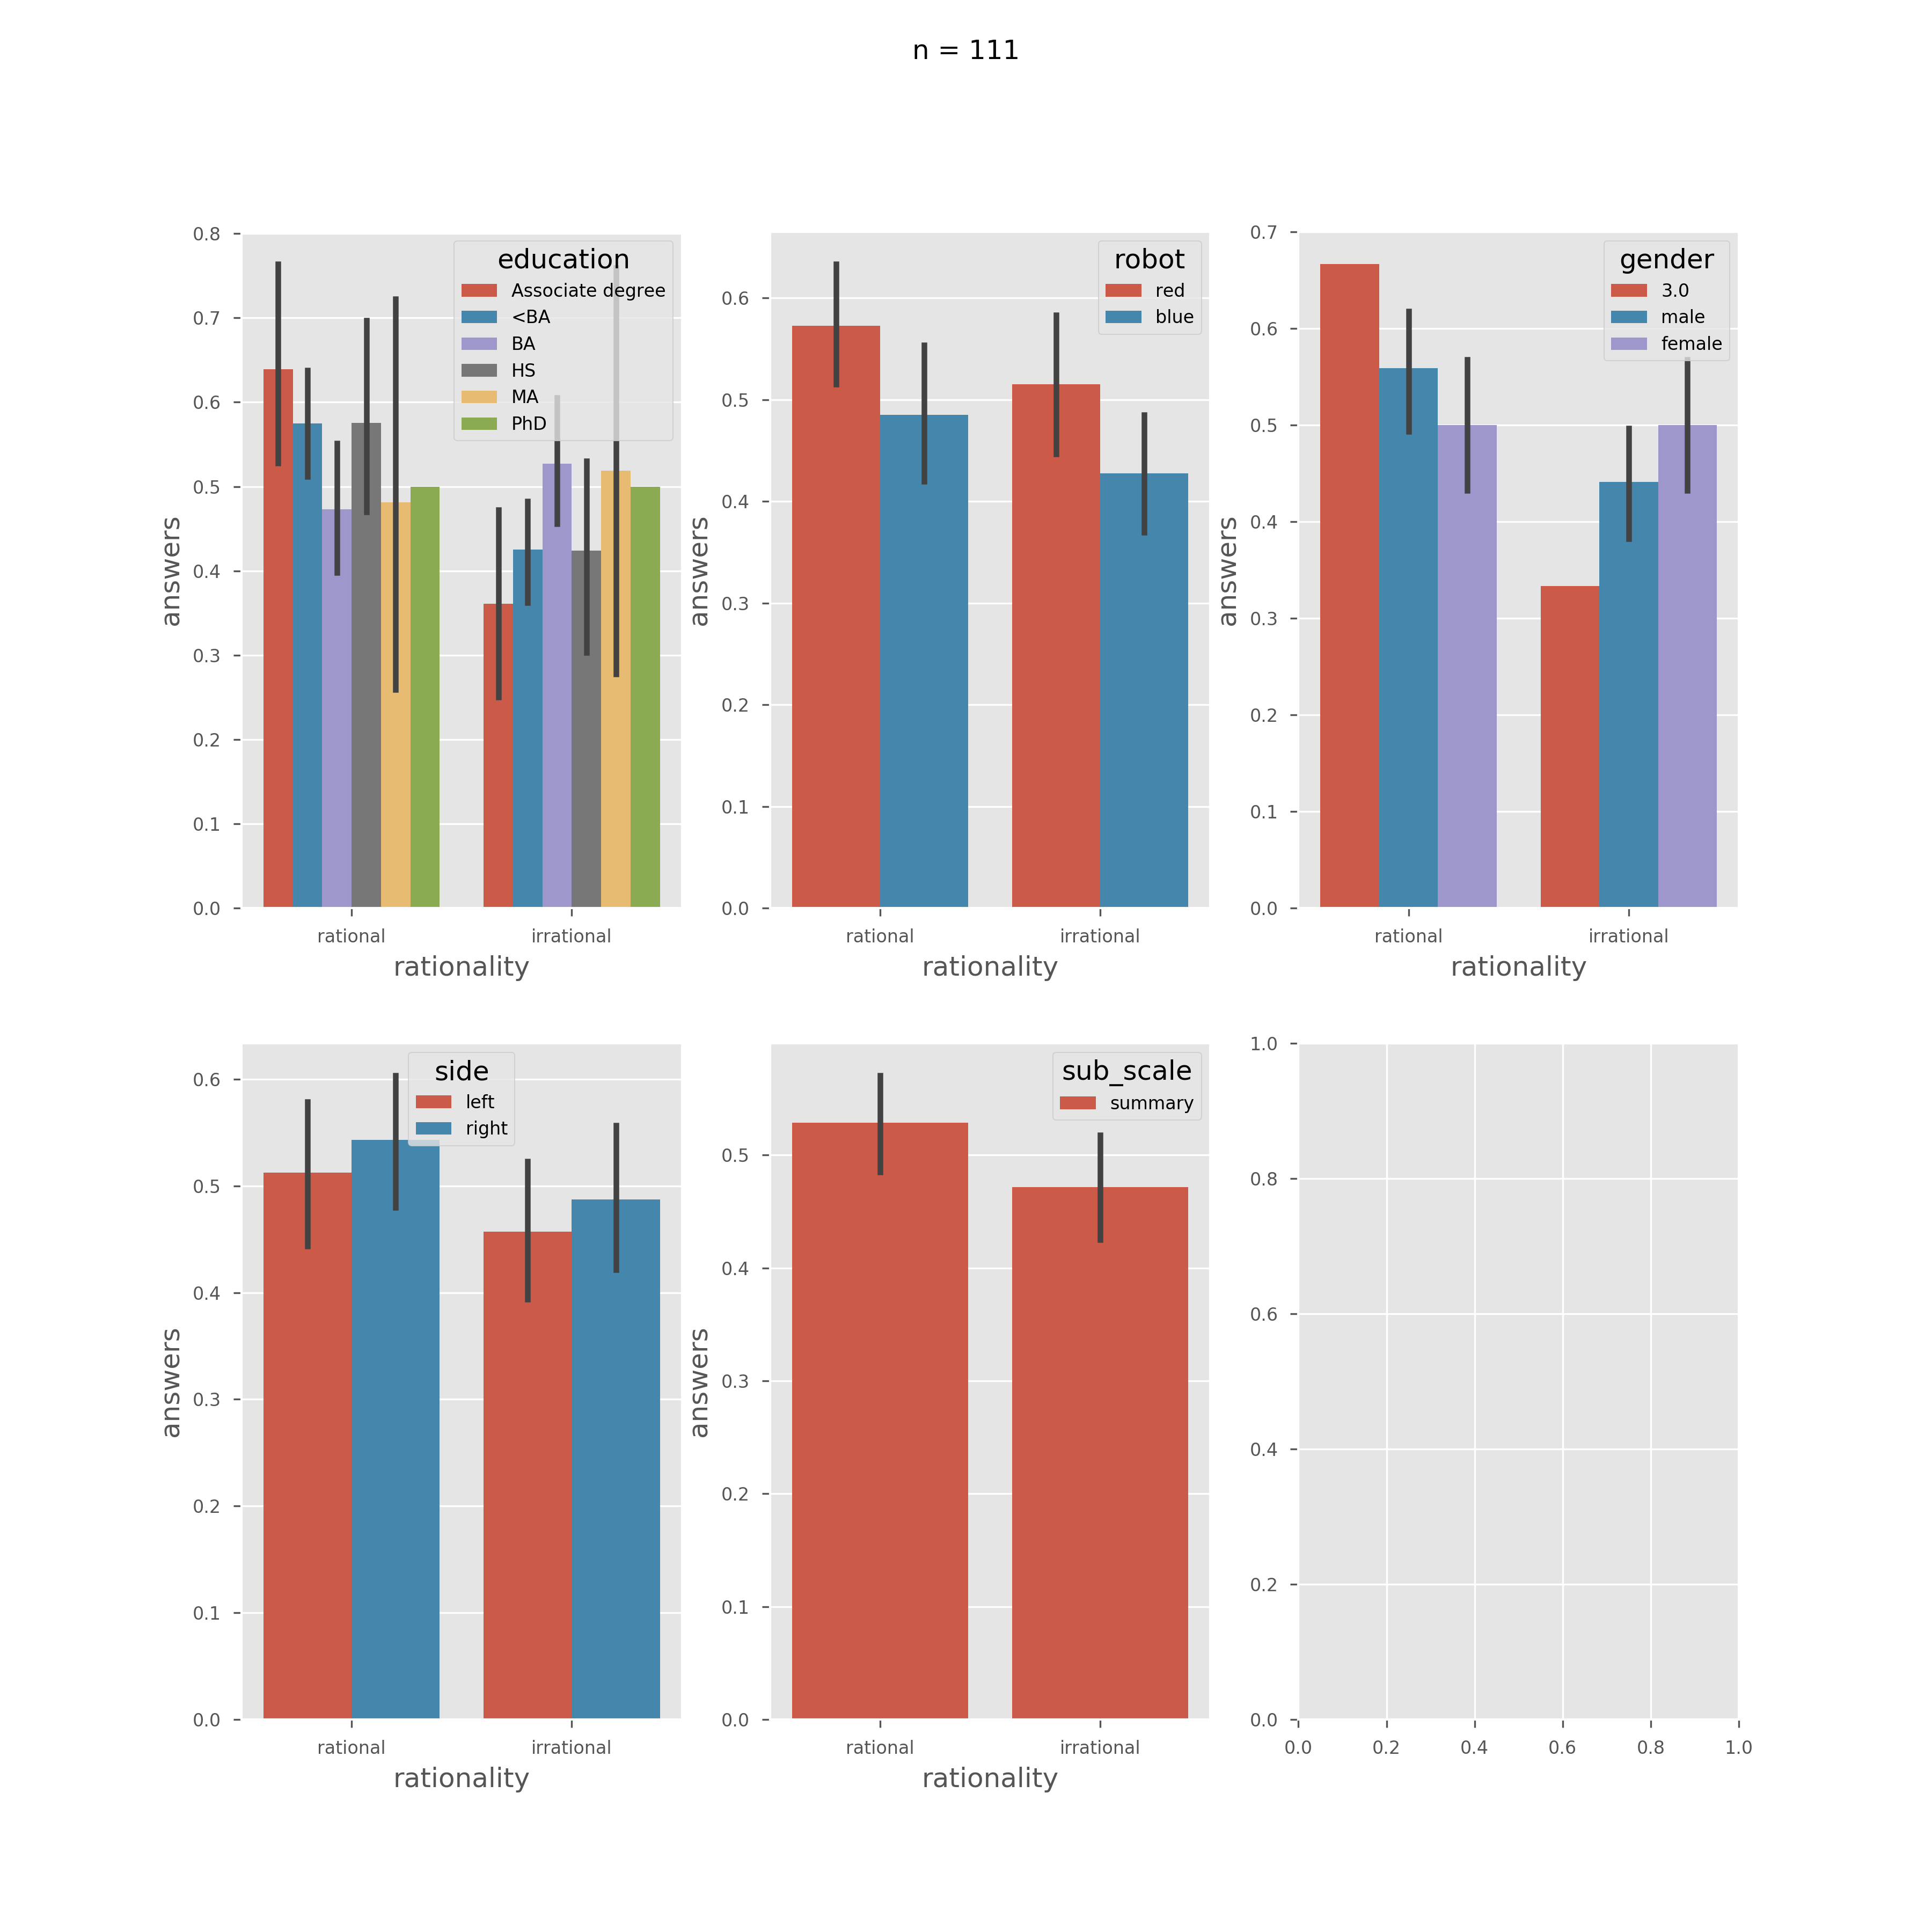 n = 111
education
Associate degree
<BA
BA
HS
MA
PhD
0.8
0.7
0.6
0.5
0.4
0.3
0.2
0.1
0.0
answers
rational
irrational
rationality
robot
red
blue
0.6
0.5
0.4
0.3
0.2
0.1
0.0
answers
rational
irrational
rationality
gender
3.0
male
female
0.7
0.6
0.5
0.4
0.3
0.2
0.1
0.0
answers
rational
irrational
rationality
side
left
right
0.6
0.5
0.4
0.3
0.2
0.1
0.0
answers
rational
irrational
rationality
sub_scale
summary
0.5
0.4
0.3
0.2
0.1
0.0
answers
rational
irrational
rationality
1.0
0.8
0.6
0.4
0.2
0.0
0.0
0.2
0.4
0.6
0.8
1.0